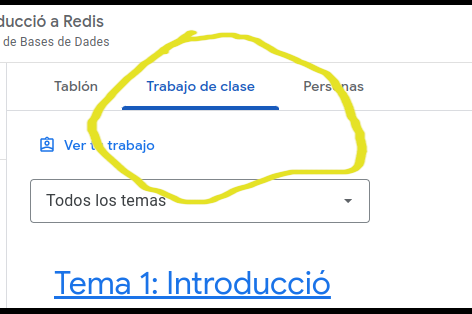 ducció a Redis
de Bases de Dades
Tablón Trabajo de clase Personas
Ver tu trabajo
Todos los temas
Tema 1: Introducció